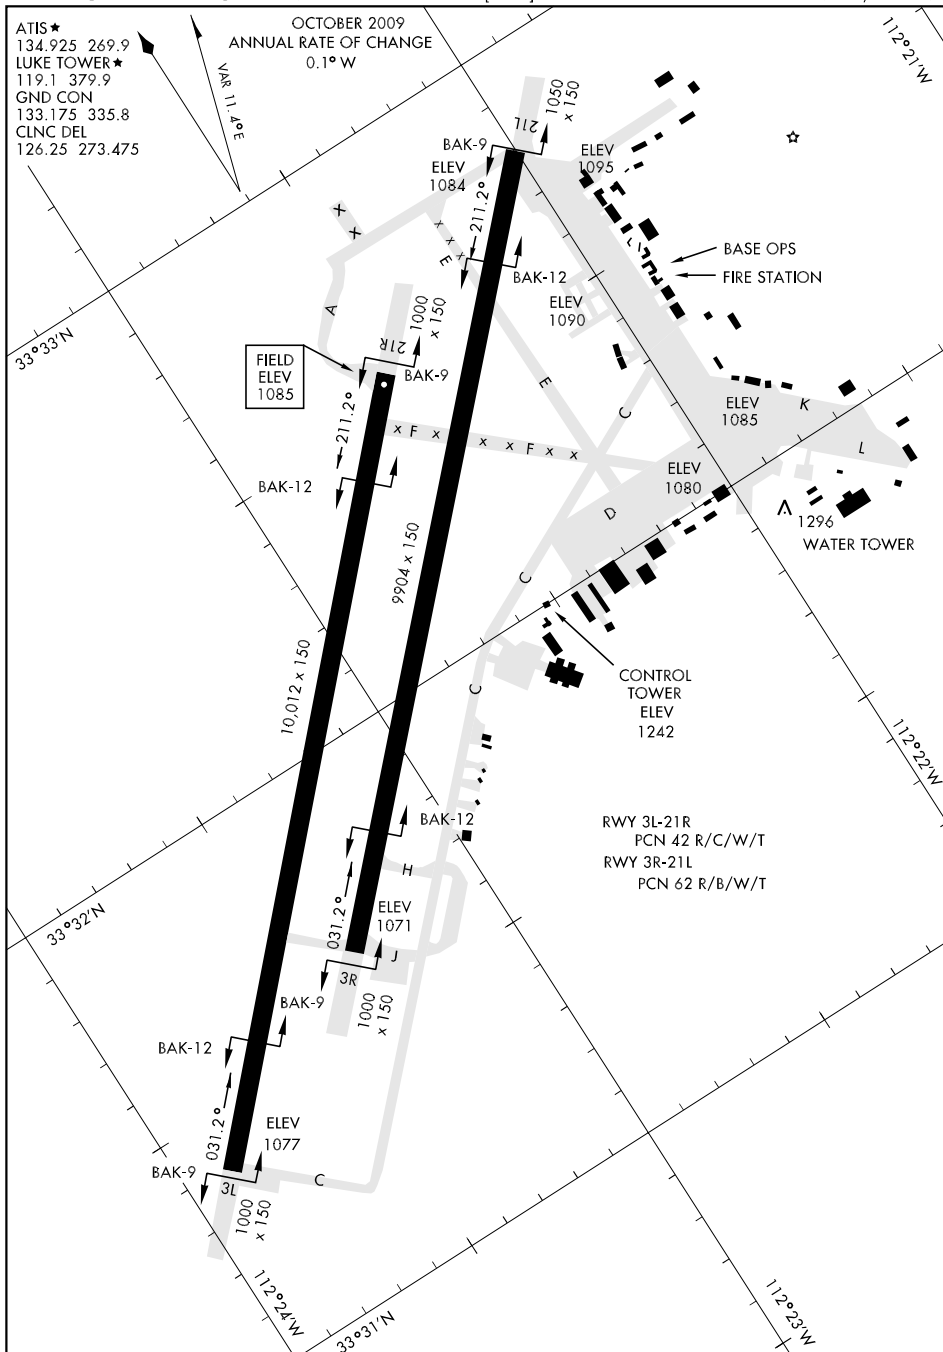 ATIS★
134.925 269.9
LUKE TOWER★
119.1 379.9
GND CON
133.175 335.8
CLNC DEL
126.25 273.475
VAR 11.4°E
OCTOBER 2009
ANNUAL RATE OF CHANGE
0.1° W
112°21'W
21L
1050
x 150
BAK-9
ELEV
1084
ELEV
1095
211.2°
x
x
x
x
x
E
BASE OPS
FIRE STATION
BAK-12
ELEV
1090
A
33°33'N
1000
x 150
21R
FIELD
ELEV
1085
BAK-9
E
C
K
ELEV
1085
211.2°
x F x
x x F x x
L
ELEV
1080
BAK-12
D
1296
WATER TOWER
9904 x 150
C
10,012 x 150
CONTROL
TOWER
ELEV
1242
C
112°22'W
BAK-12
RWY 3L-21R
PCN 42 R/C/W/T
RWY 3R-21L
PCN 62 R/B/W/T
H
33°32'N
031.2°
ELEV
1071
J
3R
BAK-9
1000
x 150
BAK-12
031.2°
ELEV
1077
BAK-9
3L
C
1000
x 150
112°24'W
33°31'N
112°23'W